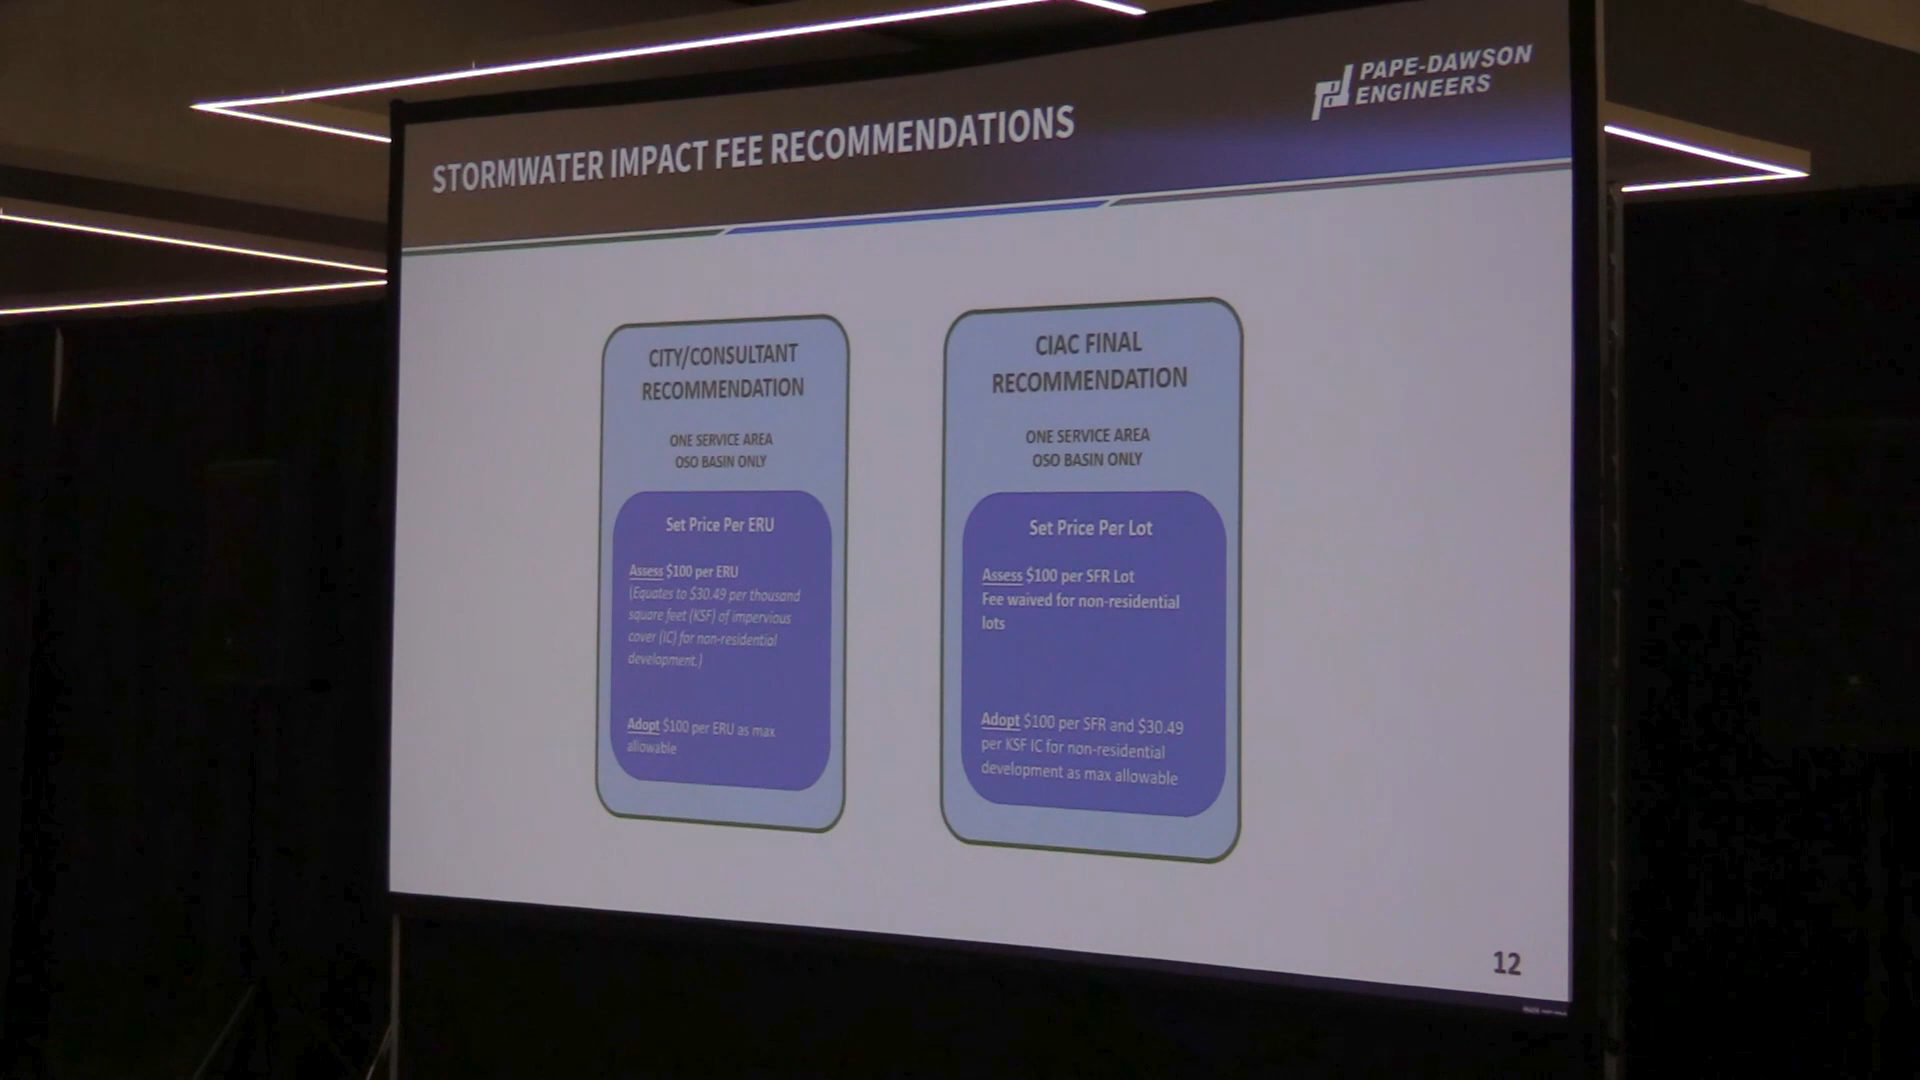 PAPE-DAWSON
ENGINEERS
STORMWATER IMPACT FEE RECOMMENDATIONS
CITY/CONSULTANT
RECOMMENDATION
ONE SERVICE AREA
OSO BASIN ONLY
Set Price Per ERU
Assess $100 per ERU
(Equates to $30.49 per thousand
square feet (KSF) of impervious
cover (IC) for non-residential
development.)
Adopt $100 per ERU as max
allowable
CIAC FINAL
RECOMMENDATION
ONE SERVICE AREA
OSO BASIN ONLY
Set Price Per Lot
Assess $100 per SFR Lot
Fee waived for non-residential
lots
Adopt $100 per SFR and $30.49
per KSF IC for non-residential
development as max allowable
12